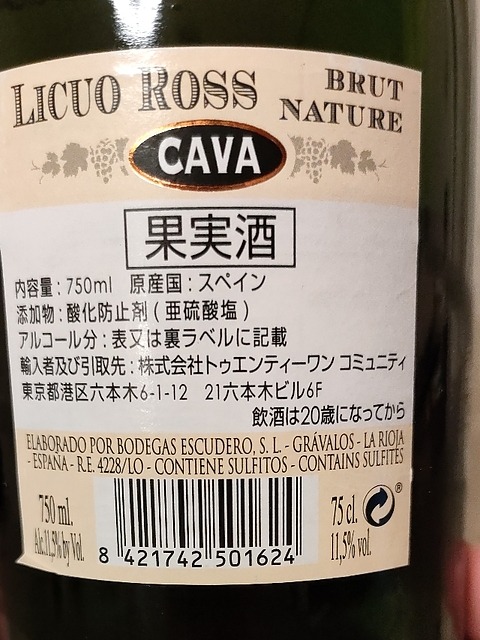 LICUO ROSS
BRUT
NATURE
CAVA
果実酒
内容量：750ml　原産国：スペイン
添加物：酸化防止剤(亜硫酸塩)
アルコール分：表又は裏ラベルに記載
輸入者及び引取先：株式会社トゥエンティーワン コミュニティ
東京都港区六本木6-1-12　21六本木ビル6F
飲酒は20歳になってから
ELABORADO POR BODEGAS ESCUDERO, S. L. - GRÁVALOS - LA RIOJA
- ESPAÑA - R.E. 4228/LO - CONTIENE SULFITOS - CONTAINS SULFITES
750 ml.
Alc.11,5% by Vol.
8 421742 501624
75 cl.
11,5% vol.
®